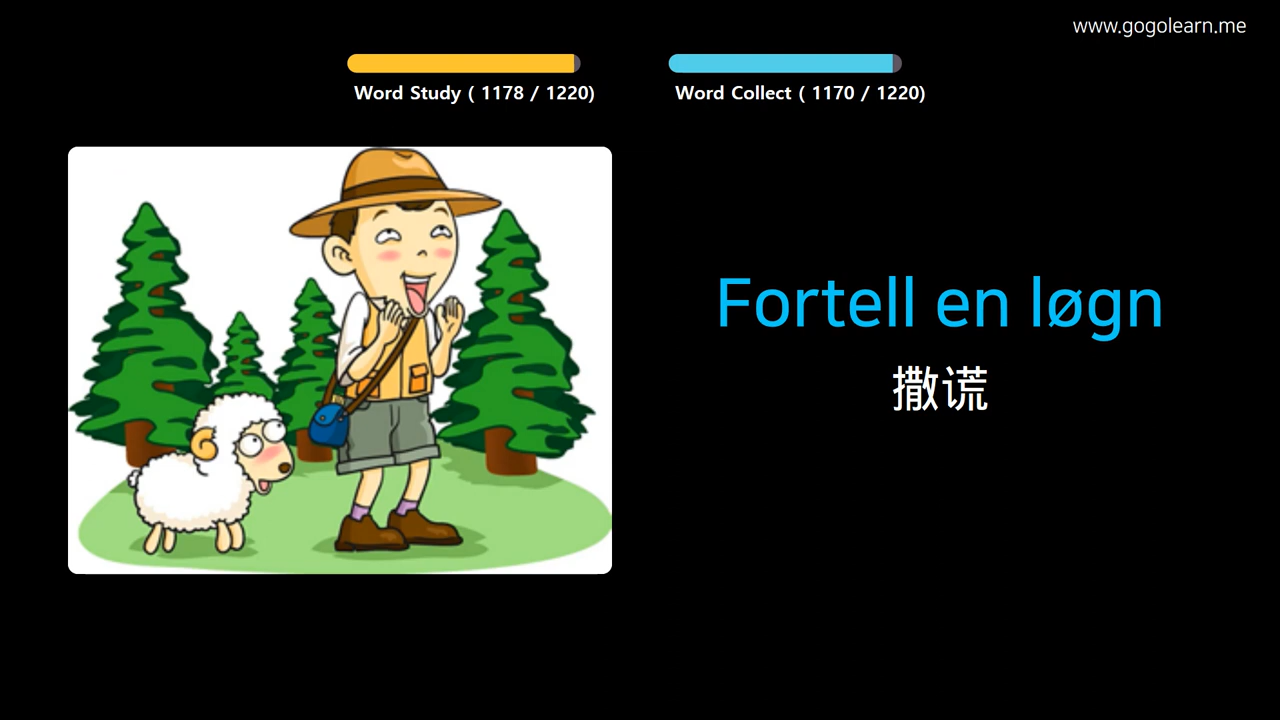 www.gogolearn.me
Word Study ( 1178 / 1220)
Word Collect ( 1170 / 1220)
Fortell en løgn
撒谎